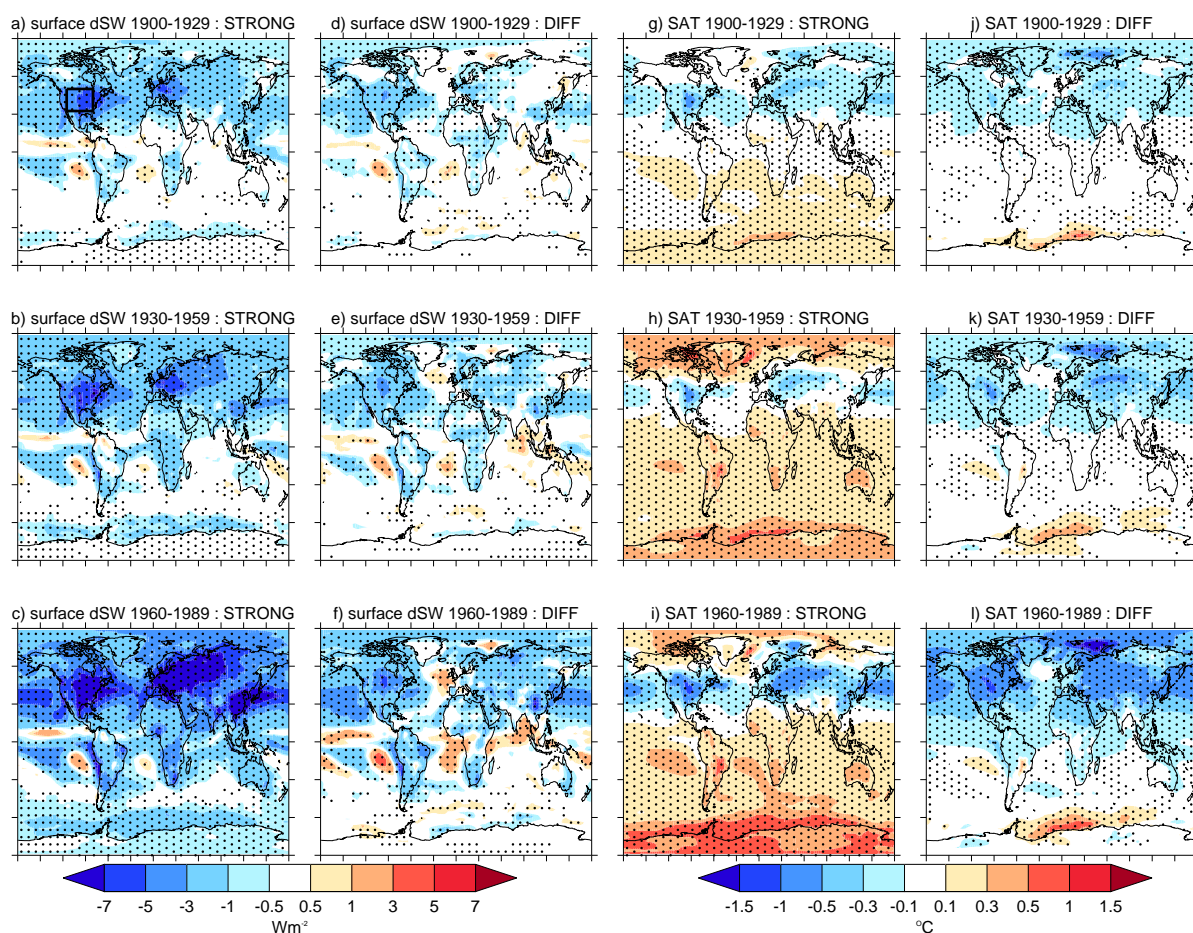 a) surface dSW 1900-1929 : STRONG
d) surface dSW 1900-1929 : DIFF
g) SAT 1900-1929 : STRONG
j) SAT 1900-1929 : DIFF
b) surface dSW 1930-1959 : STRONG
e) surface dSW 1930-1959 : DIFF
h) SAT 1930-1959 : STRONG
k) SAT 1930-1959 : DIFF
c) surface dSW 1960-1989 : STRONG
f) surface dSW 1960-1989 : DIFF
i) SAT 1960-1989 : STRONG
l) SAT 1960-1989 : DIFF
-7 -5 -3 -1 -0.5 0.5 1 3 5 7
Wm⁻²
-1.5 -1 -0.5 -0.3 -0.1 0.1 0.3 0.5 1 1.5
°C